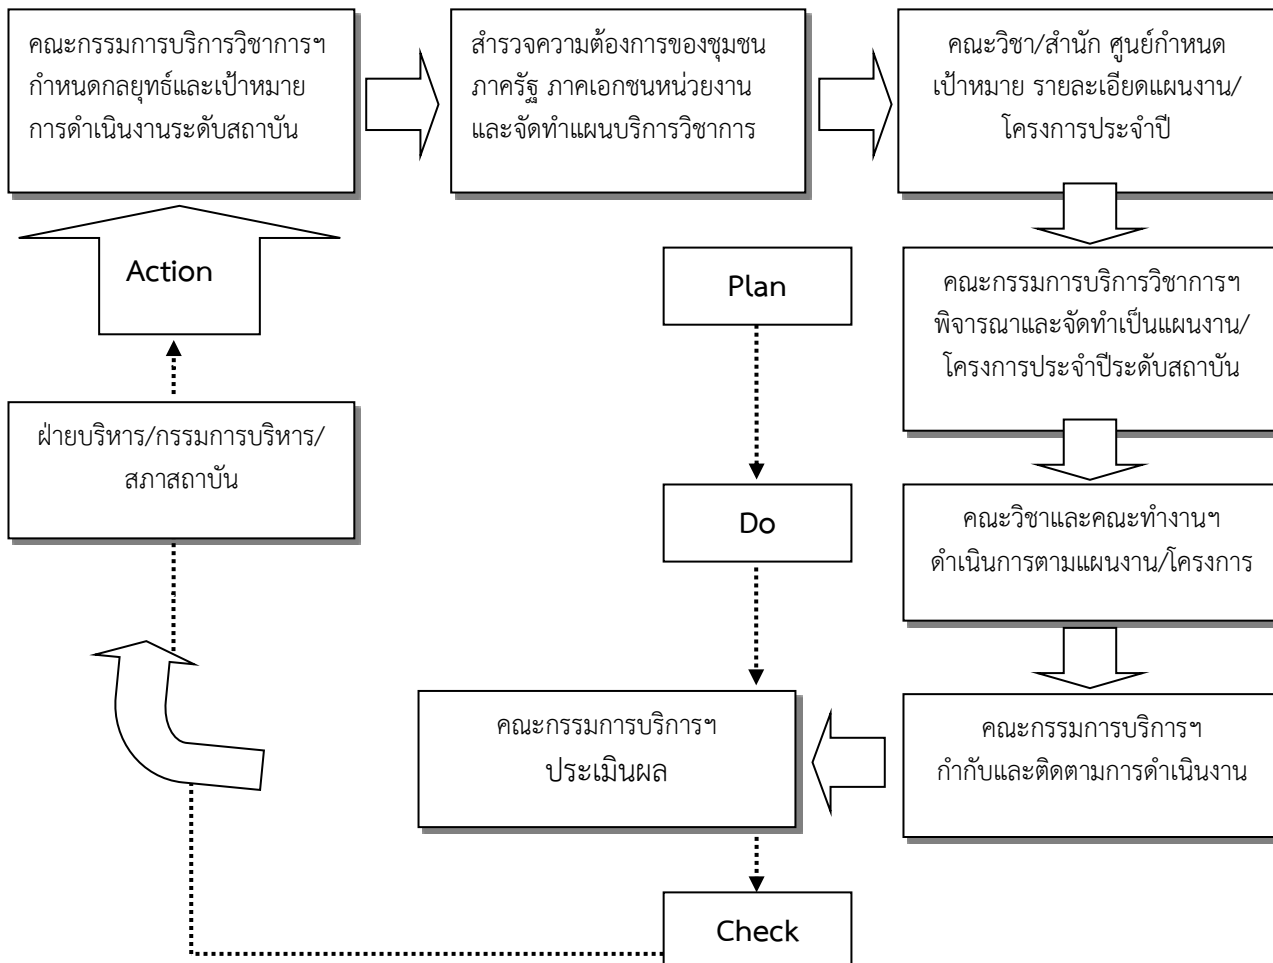 คณะกรรมการบริการวิชาการฯ
กำหนดกลยุทธ์และเป้าหมาย
การดำเนินงานระดับสถาบัน
สำรวจความต้องการของชุมชน
ภาครัฐ ภาคเอกชนหน่วยงาน
และจัดทำแผนบริการวิชาการ
คณะวิชา/สำนัก ศูนย์กำหนด
เป้าหมาย รายละเอียดแผนงาน/
โครงการประจำปี
Action
Plan
คณะกรรมการบริการวิชาการฯ
พิจารณาและจัดทำเป็นแผนงาน/
โครงการประจำปีระดับสถาบัน
ฝ่ายบริหาร/กรรมการบริหาร/
สภาสถาบัน
Do
คณะวิชาและคณะทำงานฯ
ดำเนินการตามแผนงาน/โครงการ
คณะกรรมการบริการฯ
ประเมินผล
คณะกรรมการบริการฯ
กำกับและติดตามการดำเนินงาน
Check